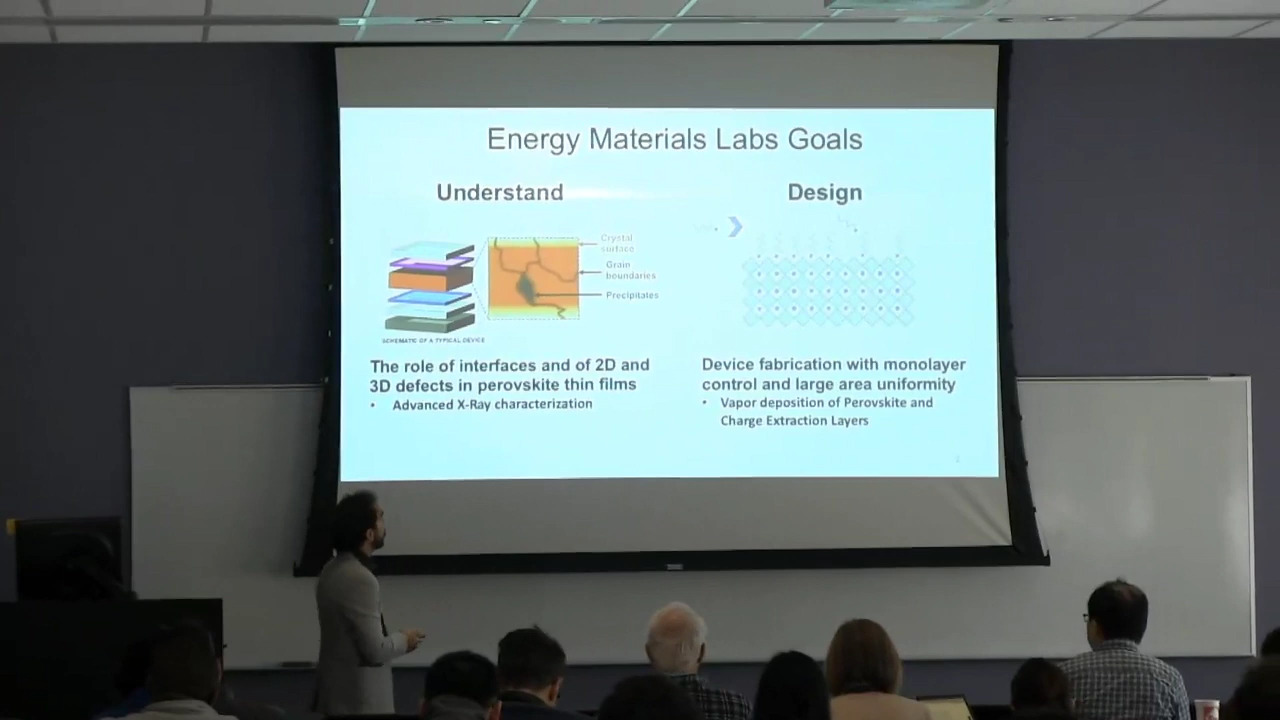 Energy Materials Labs Goals
Understand
Design
Crystal
surface
Grain
boundaries
Precipitates
SCHEMATIC OF A TYPICAL DEVICE
The role of interfaces and of 2D and
3D defects in perovskite thin films
• Advanced X-Ray characterization
Device fabrication with monolayer
control and large area uniformity
• Vapor deposition of Perovskite and
Charge Extraction Layers